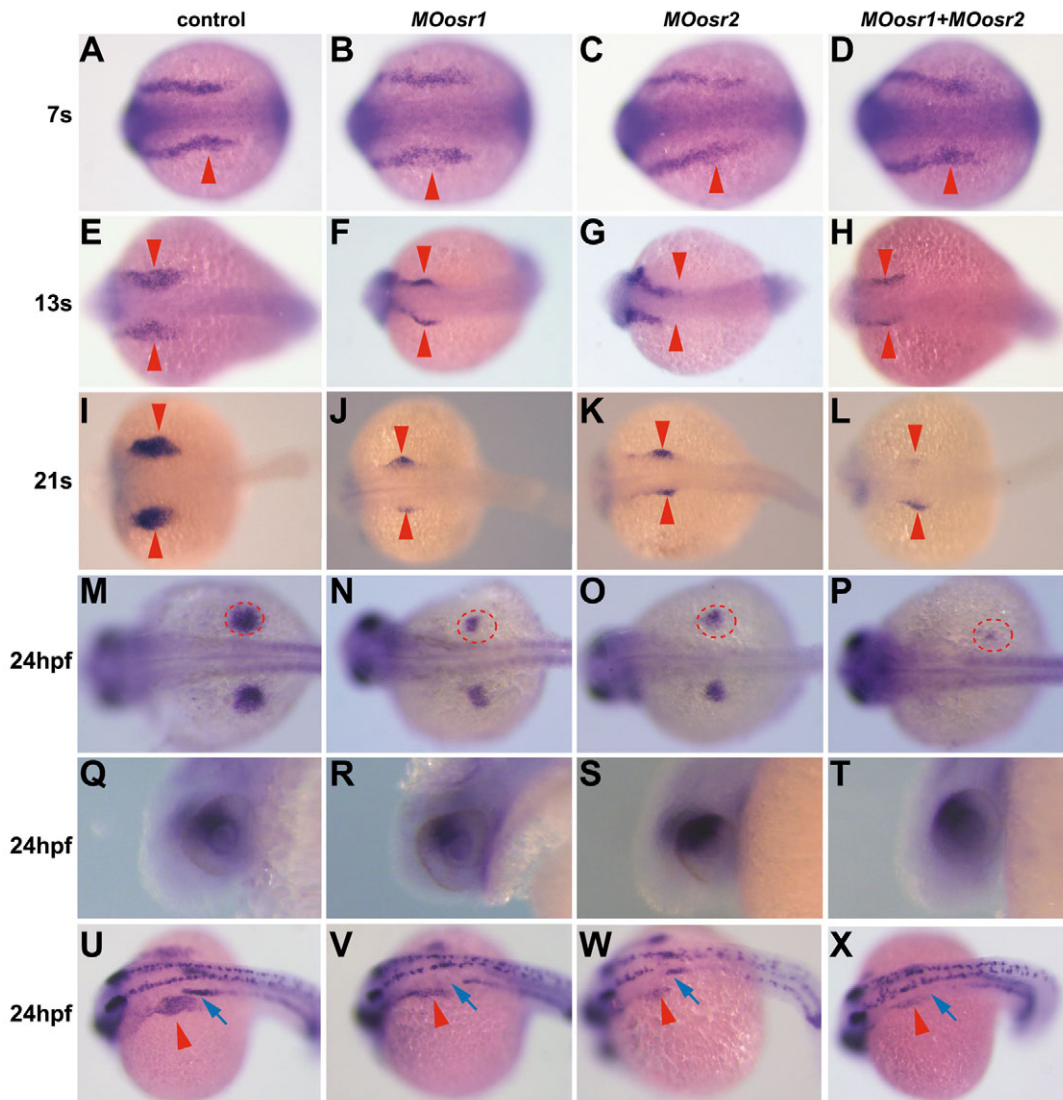 control MOosr1 MOosr2 MOosr1+MOosr2
7s A B C D
13s E F G H
21s I J K L
24hpf M N O P
24hpf Q R S T
24hpf U V W X